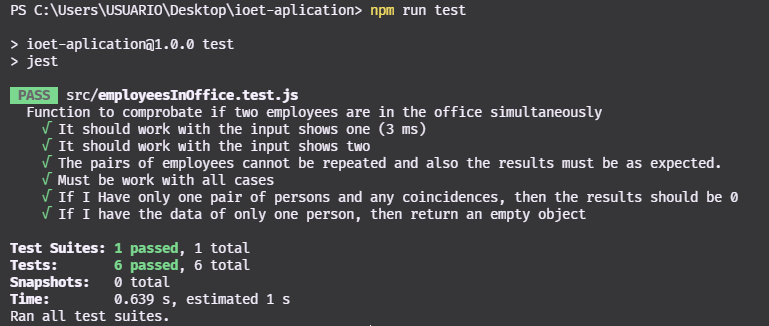 PS C:\Users\USUARIO\Desktop\ioet-aplication> npm run test
> ioet-aplication@1.0.0 test
> jest
PASS src/employeesInOffice.test.js
Function to comprobate if two employees are in the office simultaneously
√ It should work with the input shows one (3 ms)
√ It should work with the input shows two
√ The pairs of employees cannot be repeated and also the results must be as expected.
√ Must be work with all cases
√ If I Have only one pair of persons and any coincidences, then the results should be 0
√ If I have the data of only one person, then return an empty object
Test Suites: 1 passed, 1 total
Tests: 6 passed, 6 total
Snapshots: 0 total
Time: 0.639 s, estimated 1 s
Ran all test suites.